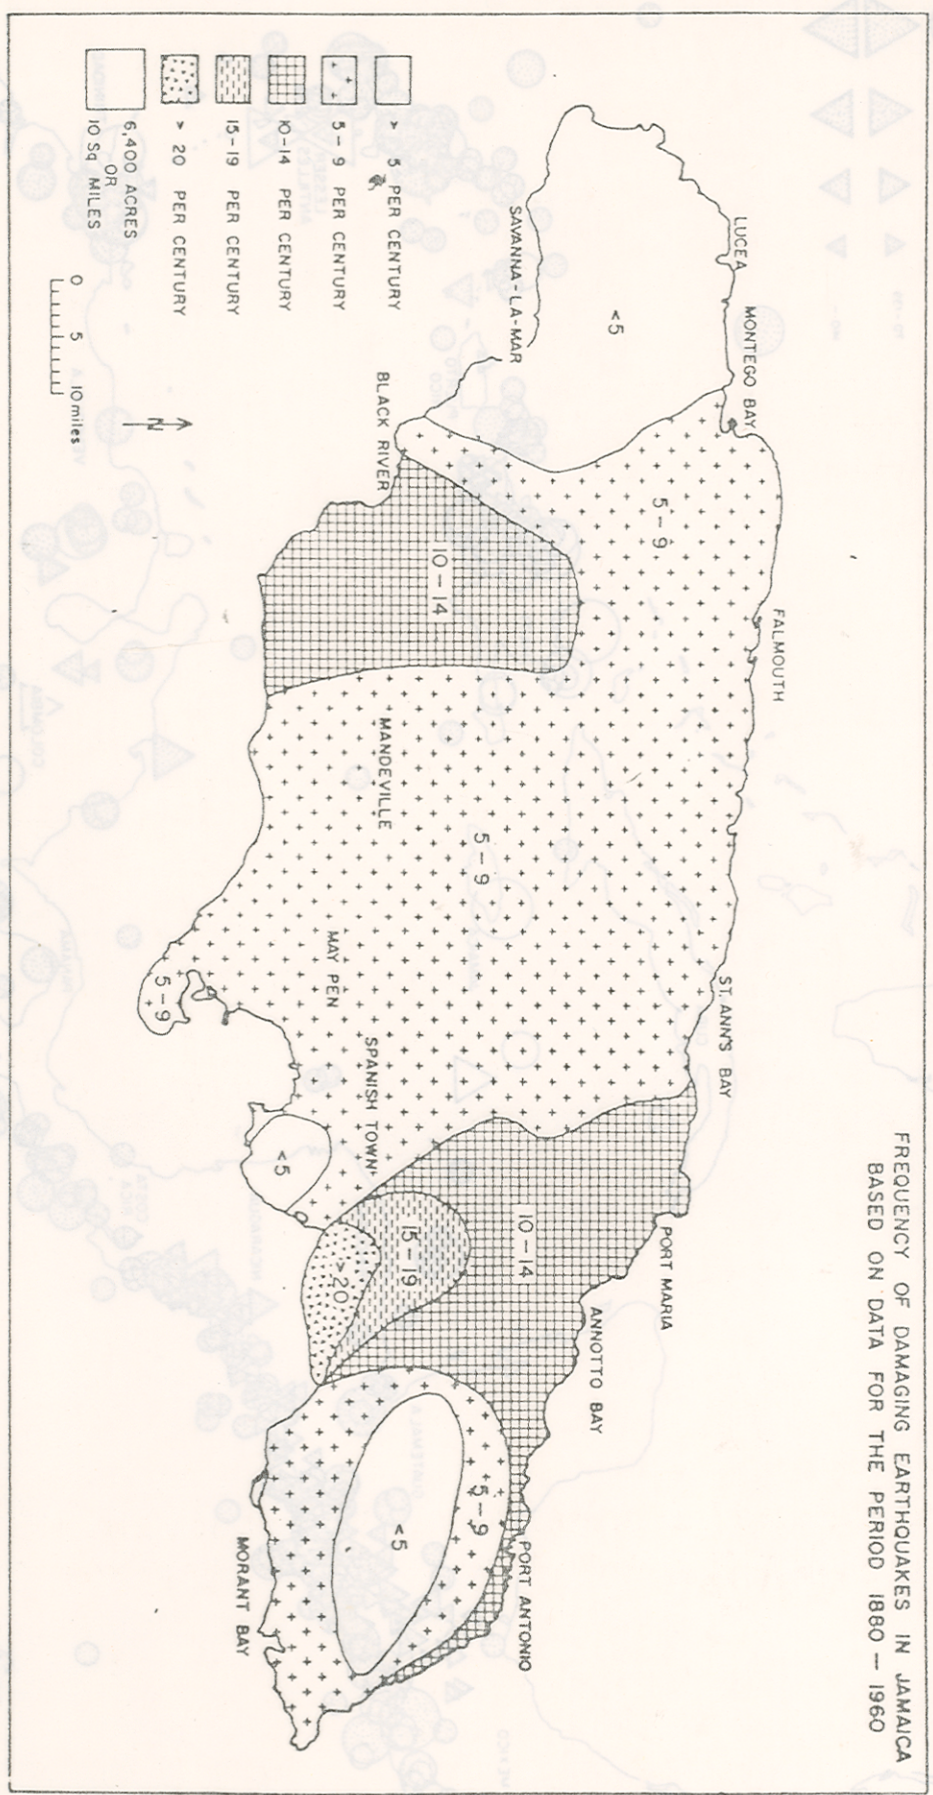 FREQUENCY OF DAMAGING EARTHQUAKES IN JAMAICA
BASED ON DATA FOR THE PERIOD 1880 — 1960
LUCEA
MONTEGO BAY
FALMOUTH
ST. ANN'S BAY
PORT MARIA
ANNOTTO BAY
PORT ANTONIO
MORANT BAY
SAVANNA-LA-MAR
BLACK RIVER
MANDEVILLE
MAY PEN
SPANISH TOWN
<5
5 — 9
10 — 14
5 — 9
5 — 9
<5
10 — 14
15 — 19
>20
5 — 9
<5
> 5 PER CENTURY
5 – 9 PER CENTURY
10–14 PER CENTURY
15–19 PER CENTURY
> 20 PER CENTURY
6,400 ACRES
OR
10 Sq MILES
0 5 10 miles
N